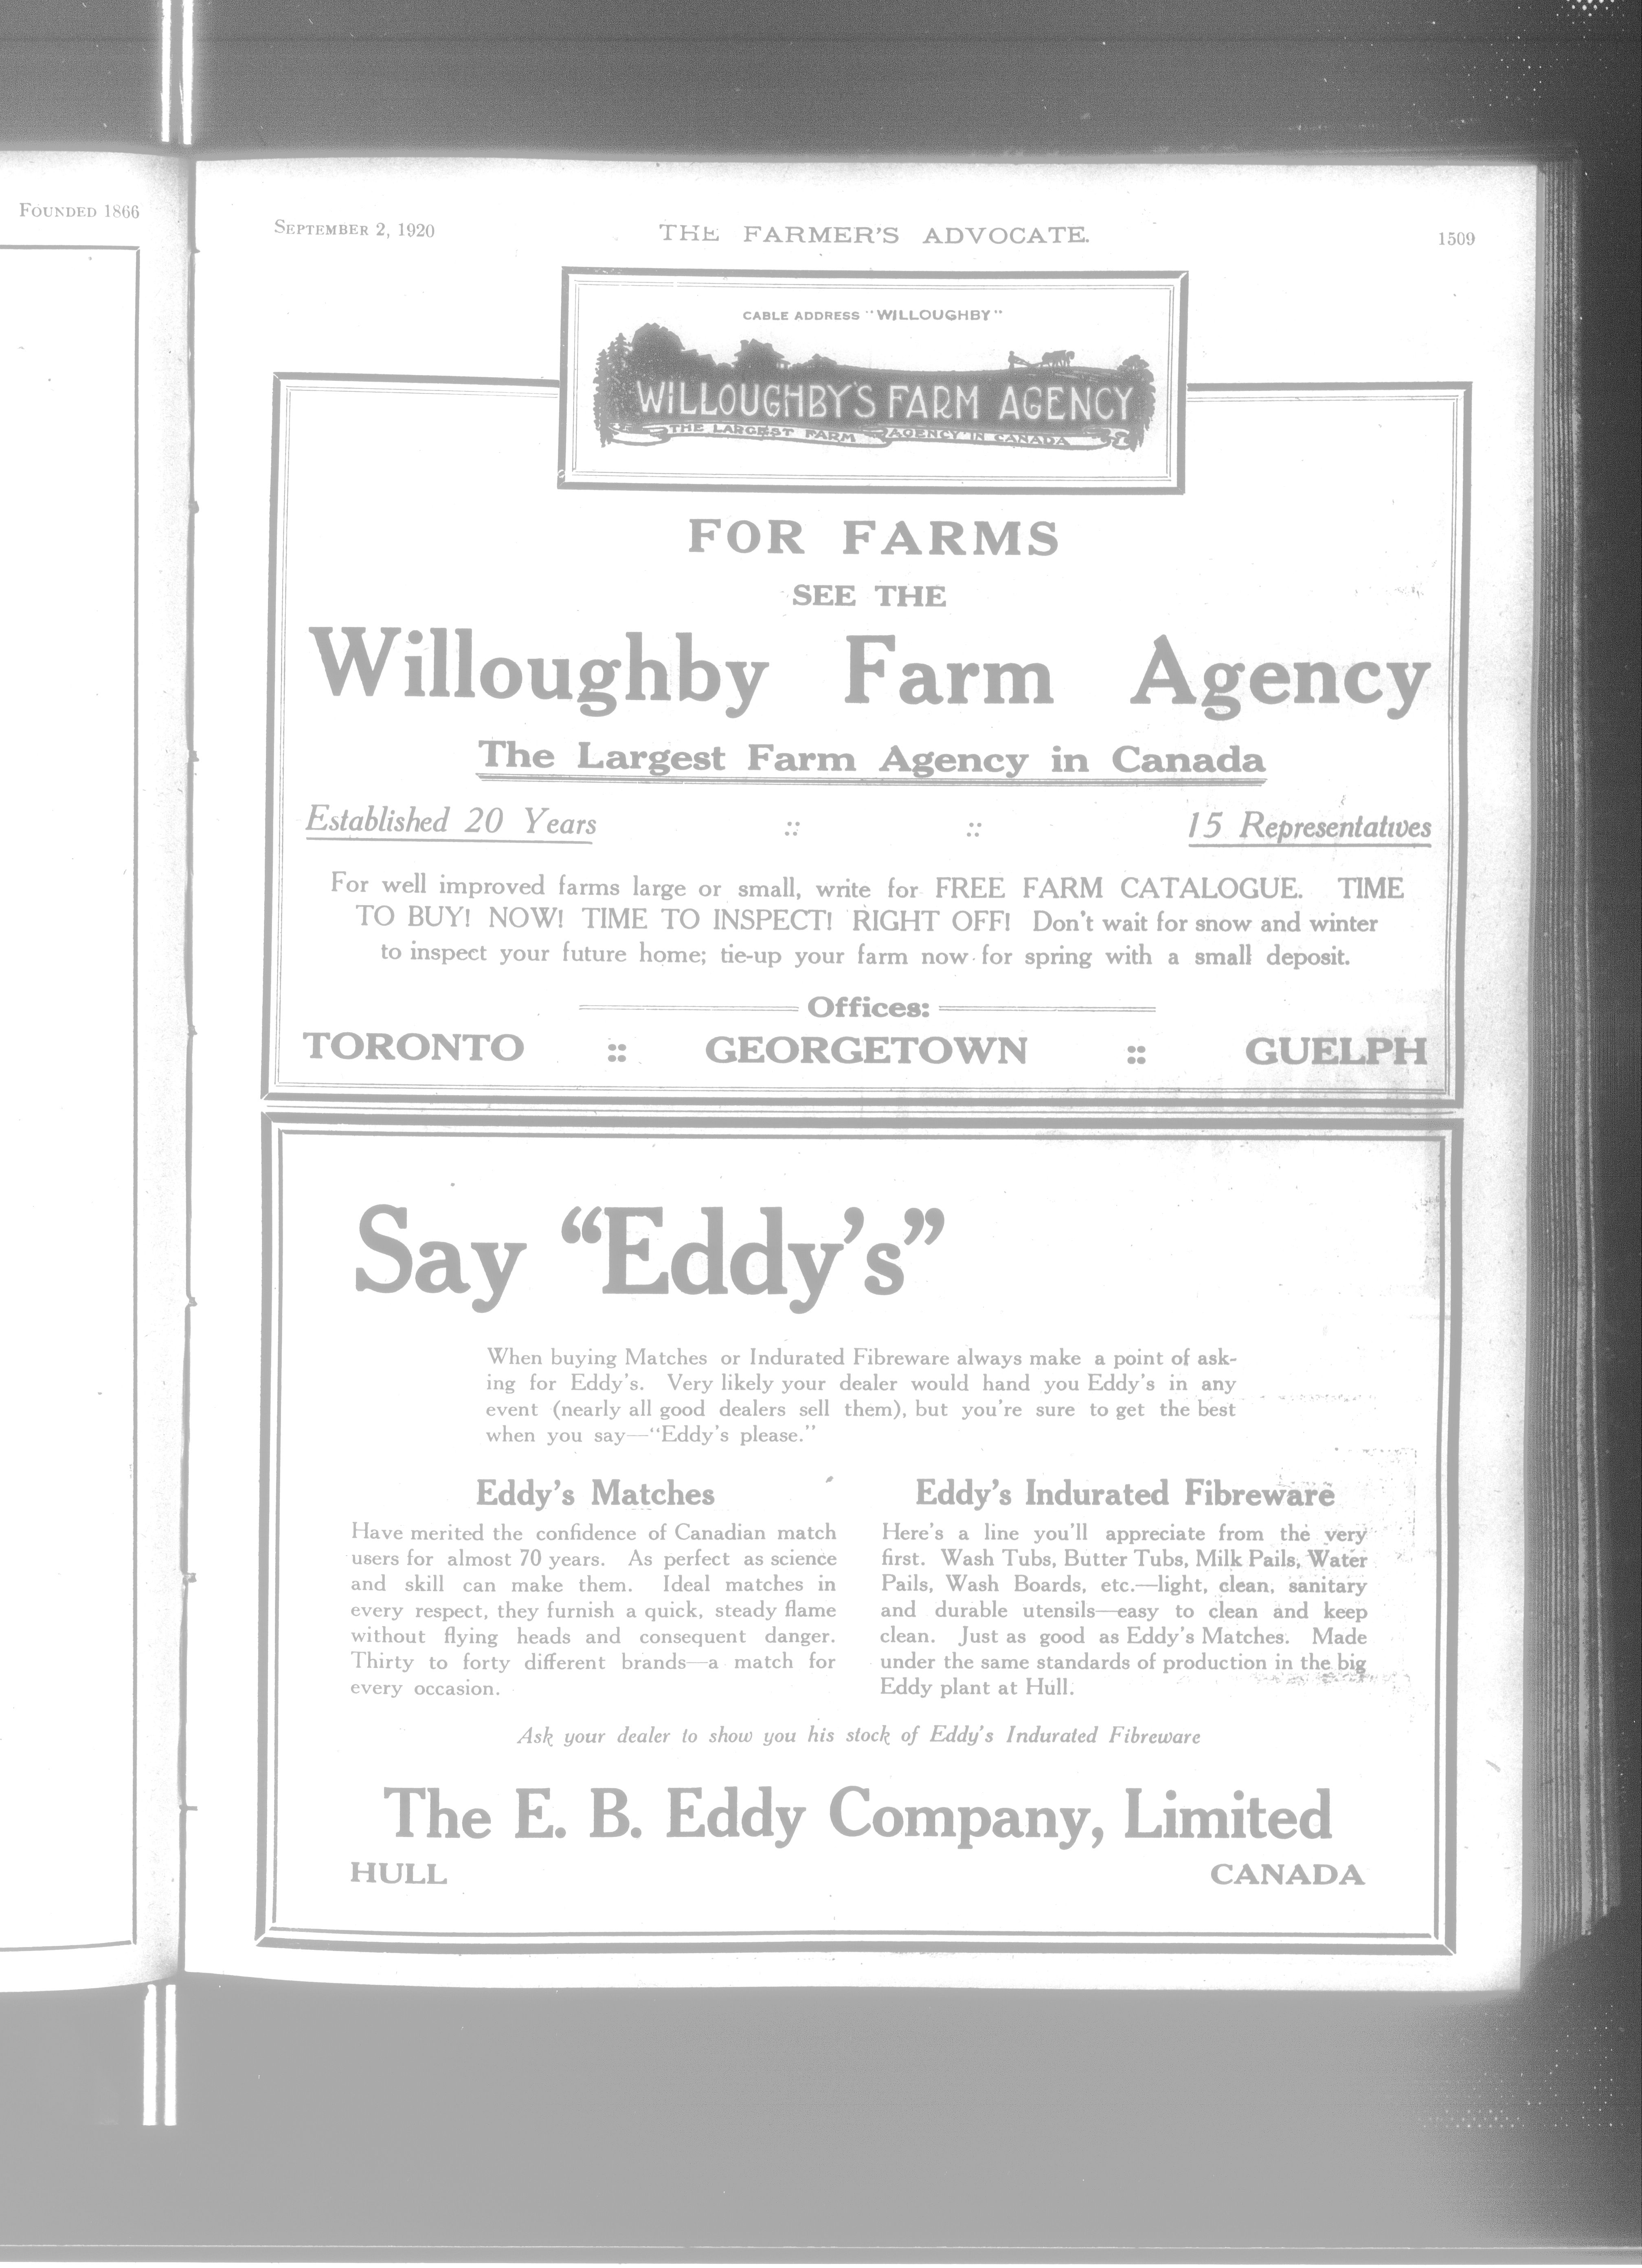 FOUNDED 1866
SEPTEMBER 2, 1920
THE FARMER'S ADVOCATE.
1509
CABLE ADDRESS "WILLOUGHBY"
WILLOUGHBY'S FARM AGENCY
THE LARGEST FARM AGENCY IN CANADA
FOR FARMS
SEE THE
Willoughby Farm Agency
The Largest Farm Agency in Canada
Established 20 Years :: :: 15 Representatives
For well improved farms large or small, write for FREE FARM CATALOGUE. TIME
TO BUY! NOW! TIME TO INSPECT! RIGHT OFF! Don't wait for snow and winter
to inspect your future home; tie-up your farm now for spring with a small deposit.
Offices:
TORONTO :: GEORGETOWN :: GUELPH
Say "Eddy's"
When buying Matches or Indurated Fibreware always make a point of ask-
ing for Eddy's. Very likely your dealer would hand you Eddy's in any
event (nearly all good dealers sell them), but you're sure to get the best
when you say—"Eddy's please."
Eddy's Matches
Have merited the confidence of Canadian match
users for almost 70 years. As perfect as science
and skill can make them. Ideal matches in
every respect, they furnish a quick, steady flame
without flying heads and consequent danger.
Thirty to forty different brands—a match for
every occasion.
Eddy's Indurated Fibreware
Here's a line you'll appreciate from the very
first. Wash Tubs, Butter Tubs, Milk Pails, Water
Pails, Wash Boards, etc.—light, clean, sanitary
and durable utensils—easy to clean and keep
clean. Just as good as Eddy's Matches. Made
under the same standards of production in the big
Eddy plant at Hull.
Ask your dealer to show you his stock of Eddy's Indurated Fibreware
The E. B. Eddy Company, Limited
HULL CANADA